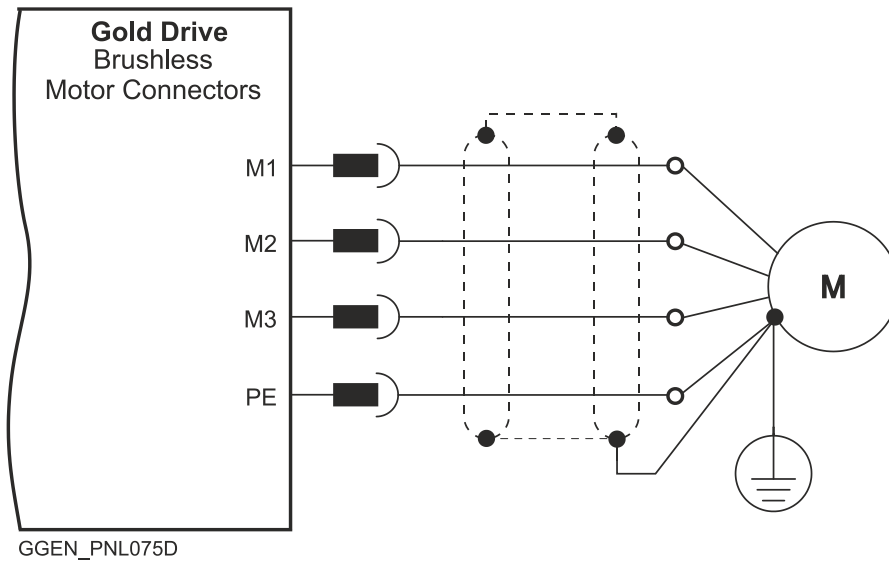 Gold Drive
Brushless
Motor Connectors
M1
M2
M3
PE
M
GGEN_PNL075D